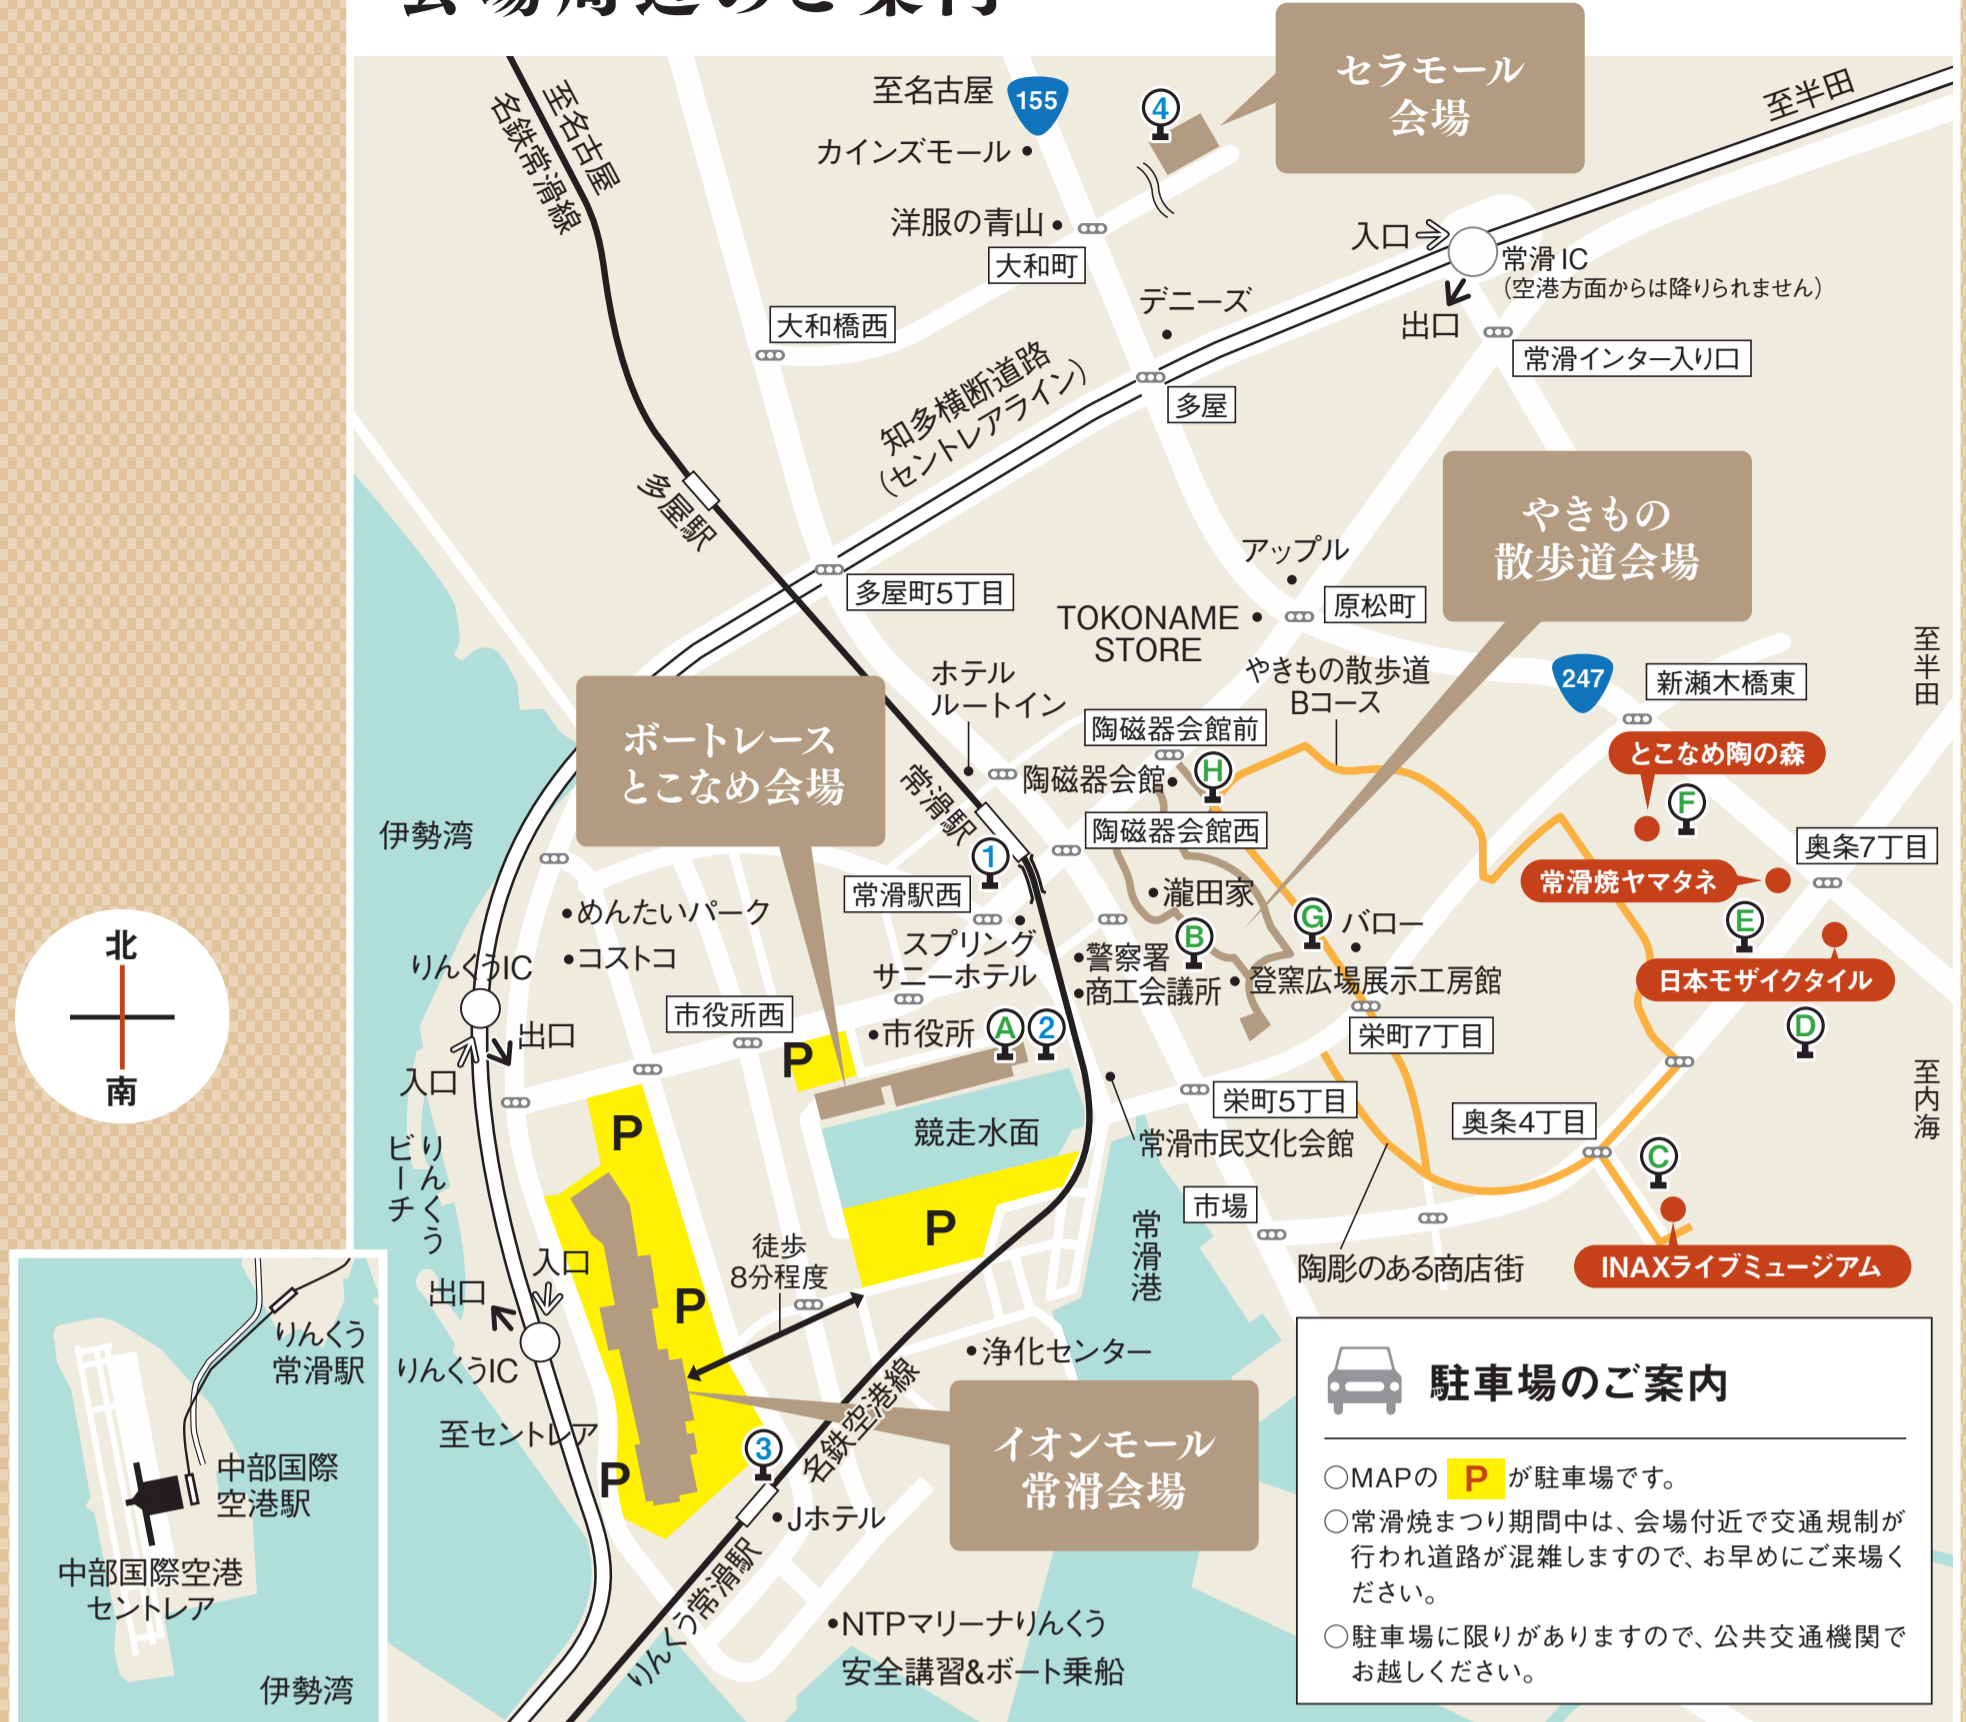 会場周辺のご案内
至名古屋
名鉄常滑線
至名古屋
155
4
カインズモール
セラモール
会場
至半田
洋服の青山
大和町
入口
常滑 IC
（空港方面からは降りられません）
出口
大和橋西
デニーズ
常滑インター入り口
知多横断道路
（セントレアライン）
多屋
多屋駅
やきもの
散歩道会場
アップル
多屋町5丁目
原松町
TOKONAME
STORE
至半田
ホテル
ルートイン
やきもの散歩道
Bコース
247
新瀬木橋東
陶磁器会館前
ボートレース
とこなめ会場
とこなめ陶の森
常滑駅
陶磁器会館
H
F
伊勢湾
陶磁器会館西
奥条7丁目
1
常滑駅西
瀧田家
常滑焼ヤマタネ
めんたいパーク
G
バロー
E
北
南
りんくうIC
コストコ
スプリング
サニーホテル
警察署
B
商工会議所
登窯広場展示工房館
日本モザイクタイル
市役所西
出口
市役所
A
2
P
栄町7丁目
D
入口
至内海
P
競走水面
栄町5丁目
奥条4丁目
りんくう
ビーチ
常滑市民文化会館
C
市場
P
常滑港
徒歩
8分程度
陶彫のある商店街
INAXライブミュージアム
入口
出口
P
りんくうIC
浄化センター
りんくう
常滑駅
至セントレア
名鉄空港線
イオンモール
常滑会場
3
P
Jホテル
中部国際
空港駅
りんくう常滑駅
中部国際空港
セントレア
NTPマリーナりんくう
安全講習&ボート乗船
伊勢湾
駐車場のご案内
○MAPの P が駐車場です。
○常滑焼まつり期間中は、会場付近で交通規制が
行われ道路が混雑しますので、お早めにご来場く
ださい。
○駐車場に限りがありますので、公共交通機関で
お越しください。